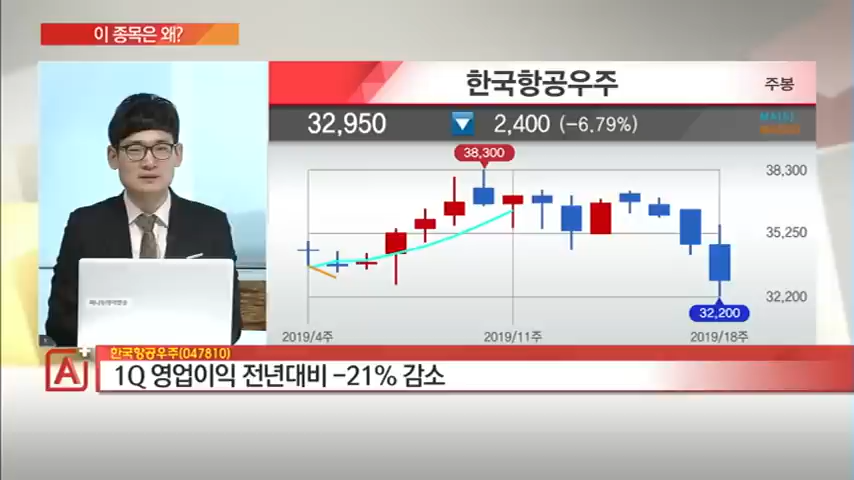 이 종목은 왜?
한국항공우주
주봉
32,950 ▼ 2,400 (-6.79%)
38,300
38,300
35,250
32,200
32,200
2019/4주 2019/11주 2019/18주
한국항공우주(047810)
A+
1Q 영업이익 전년대비 -21% 감소